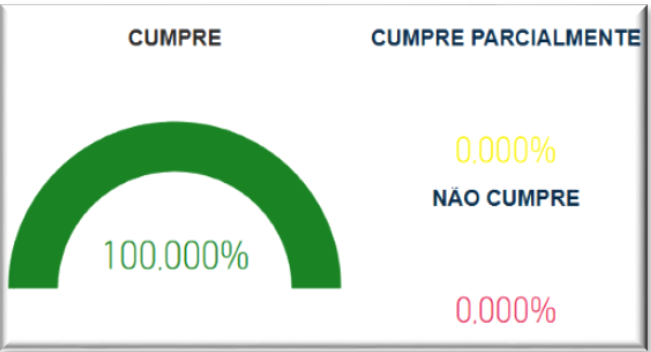 CUMPRE
100,000%
CUMPRE PARCIALMENTE
0,000%
NÃO CUMPRE
0,000%